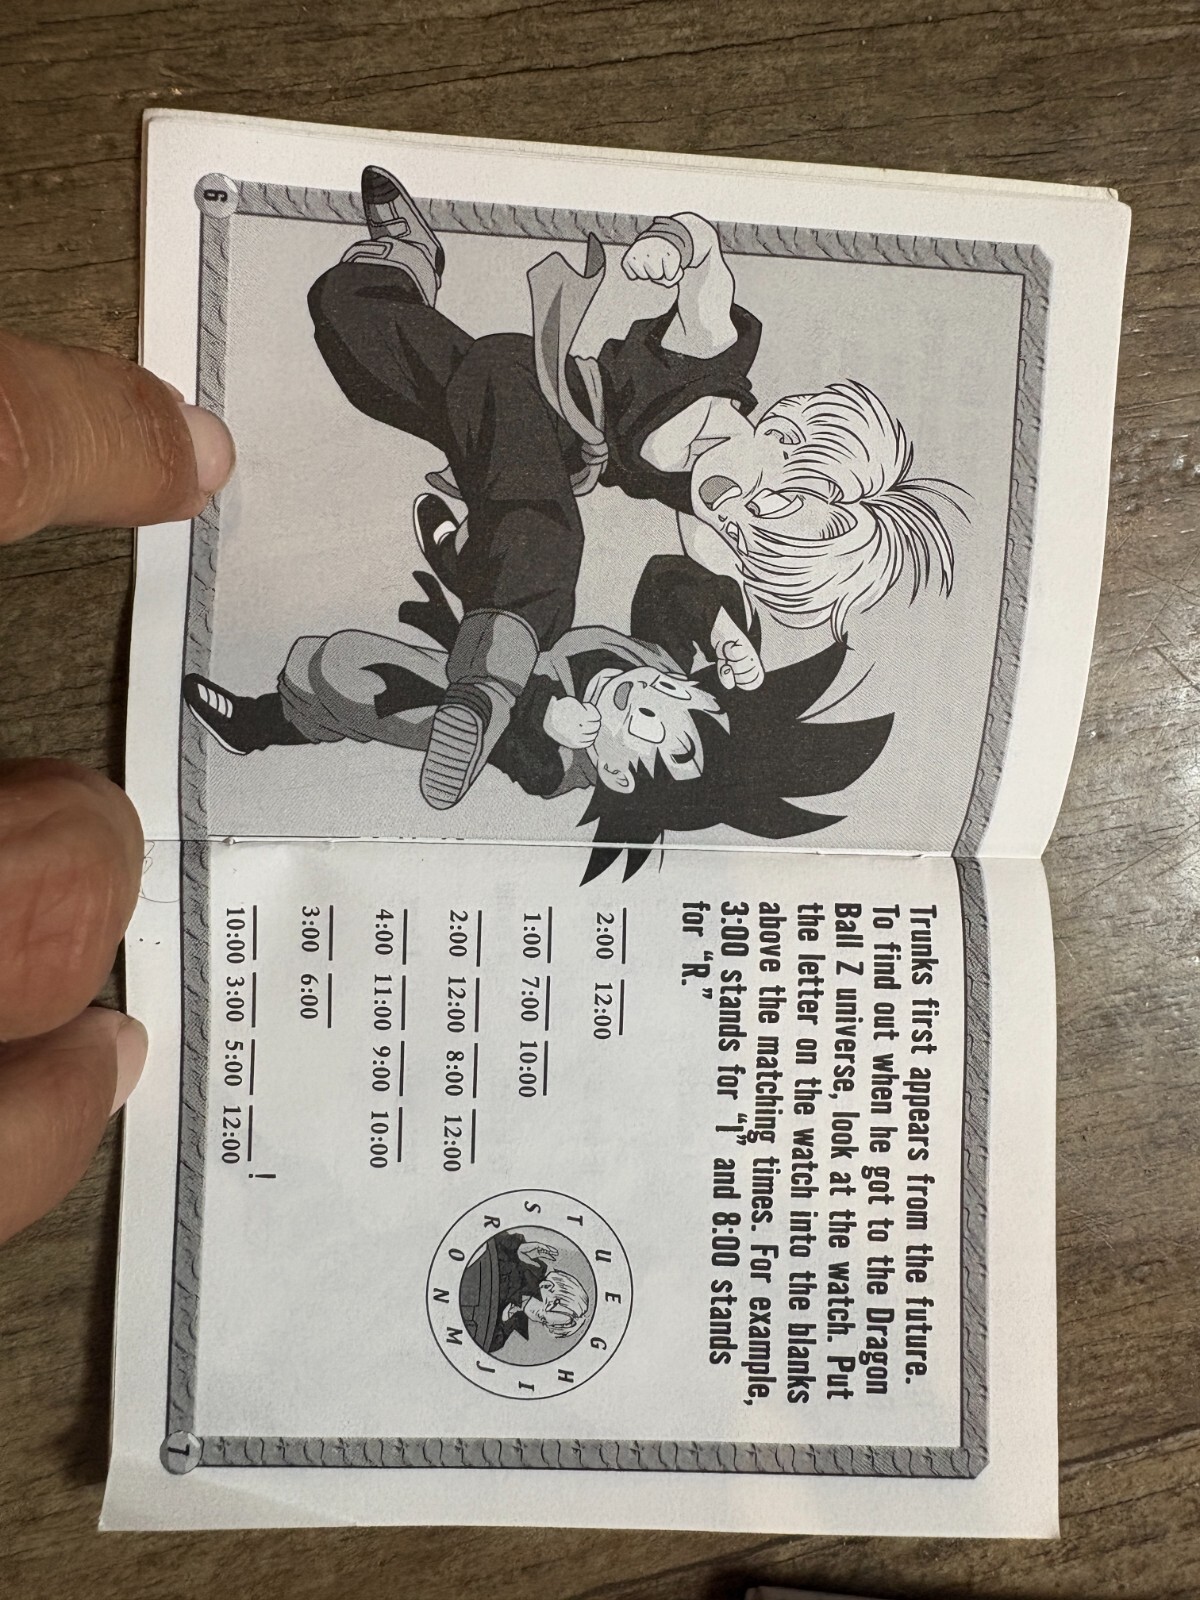 Trunks first appears from the future.
To find out when he got to the Dragon
Ball Z universe, look at the watch. Put
the letter on the watch into the blanks
above the matching times. For example,
3:00 stands for “I” and 8:00 stands
for “R.”
2:00 12:00
1:00 7:00 10:00
2:00 12:00 8:00 12:00
4:00 11:00 9:00 10:00
3:00 6:00
10:00 3:00 5:00 12:00 !
E G H I J M N O R S T U
6
7